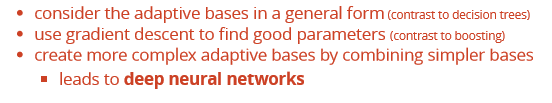 • consider the adaptive bases in a general form (contrast to decision trees)
• use gradient descent to find good parameters (contrast to boosting)
• create more complex adaptive bases by combining simpler bases
▪ leads to deep neural networks